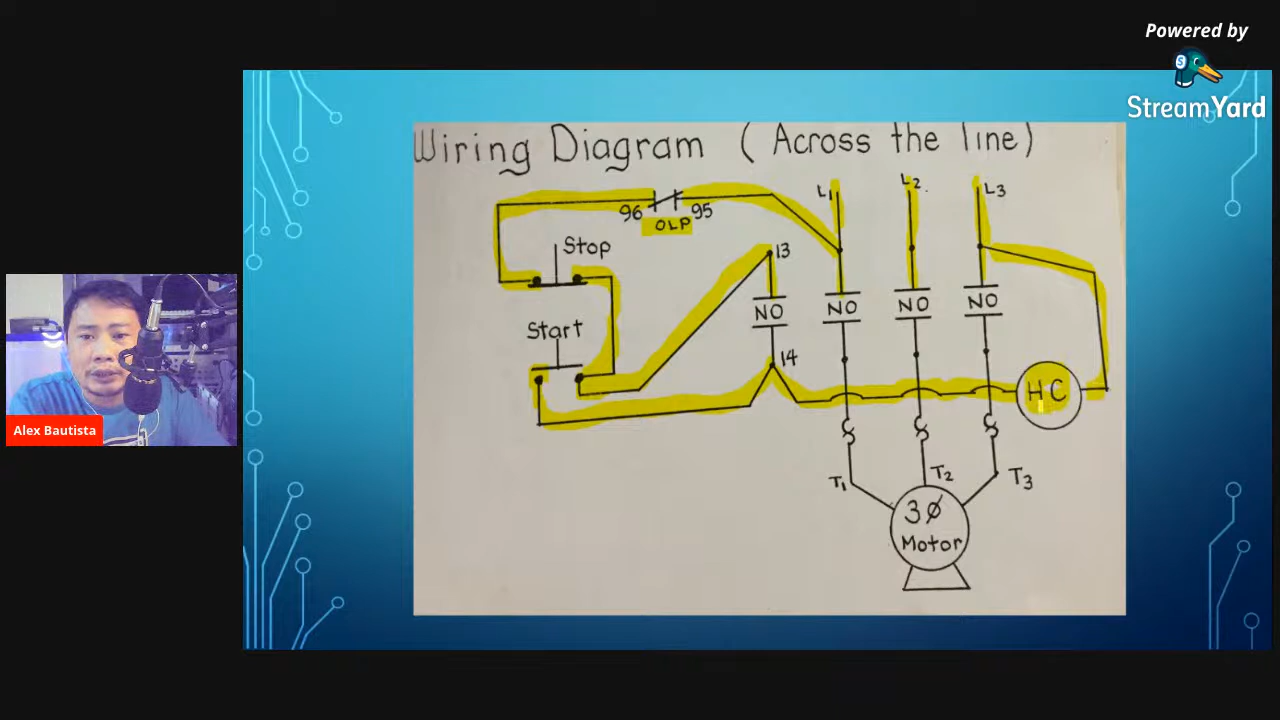 Powered by
StreamYard
Wiring Diagram (Across the line)
L1
L2.
L3
96
95
OLP
Stop
13
Start
NO
NO
NO
NO
14
HC
T1
T2
T3
3Ø
Motor
Alex Bautista